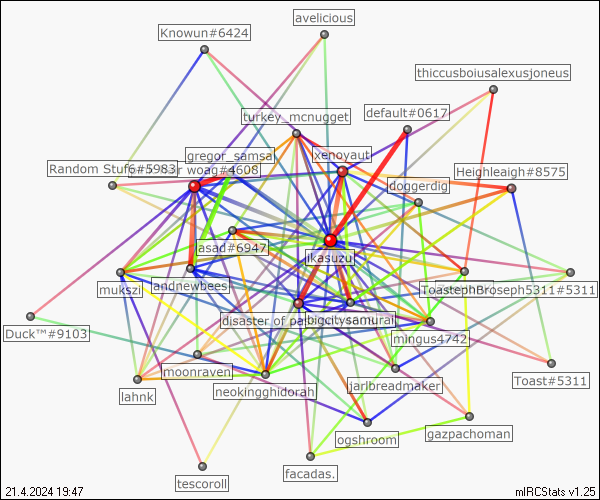 avelicious
Knowun#6424
thiccusboiusalexusjoneus
default#0617
turkey_mcnugget
gregor_samsa
xenoyaut
Random Stuff#5983
woag#4608
Heighleaigh#8575
doggerdig
asad#6947
ikasuzu
mukszi
andnewbees
ToastedBroseph5311#5311
disaster of pa
bigcitysamurai
Duck™#9103
mingus4742
moonraven
Toast#5311
lahnk
neokingghidorah
jarlbreadmaker
ogshroom
gazpachoman
facadas.
tescoroll
21.4.2024 19:47
mIRCStats v1.25